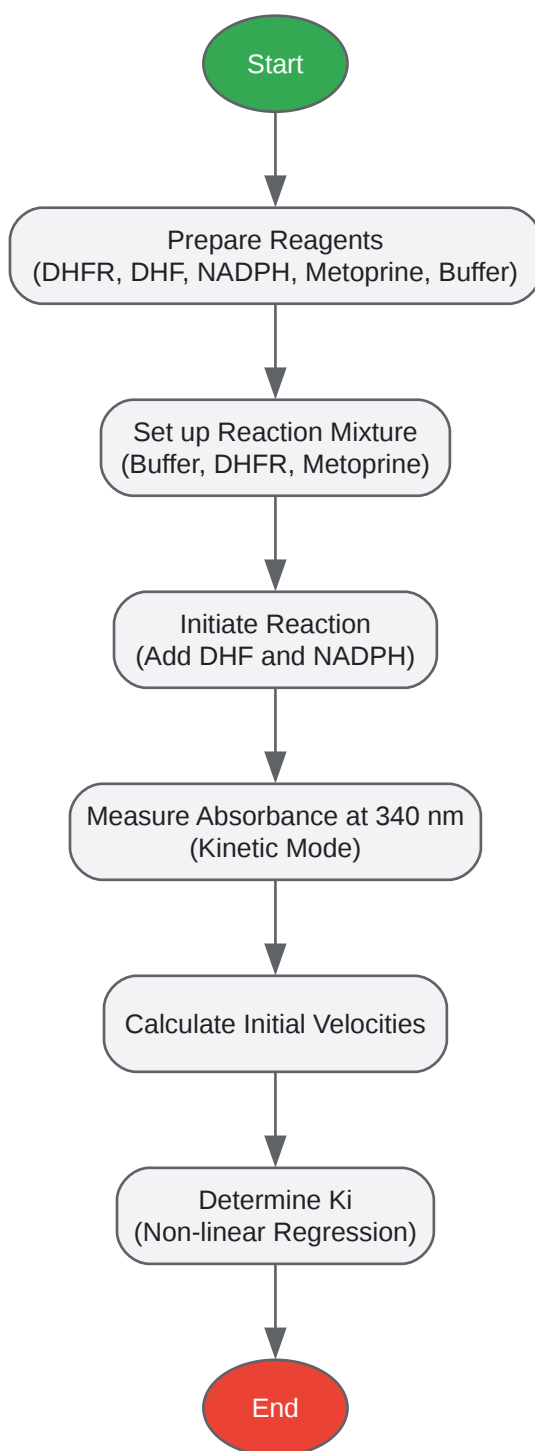 Start
Prepare Reagents
(DHFR, DHF, NADPH, Metoprine, Buffer)
Set up Reaction Mixture
(Buffer, DHFR, Metoprine)
Initiate Reaction
(Add DHF and NADPH)
Measure Absorbance at 340 nm
(Kinetic Mode)
Calculate Initial Velocities
Determine Ki
(Non-linear Regression)
End